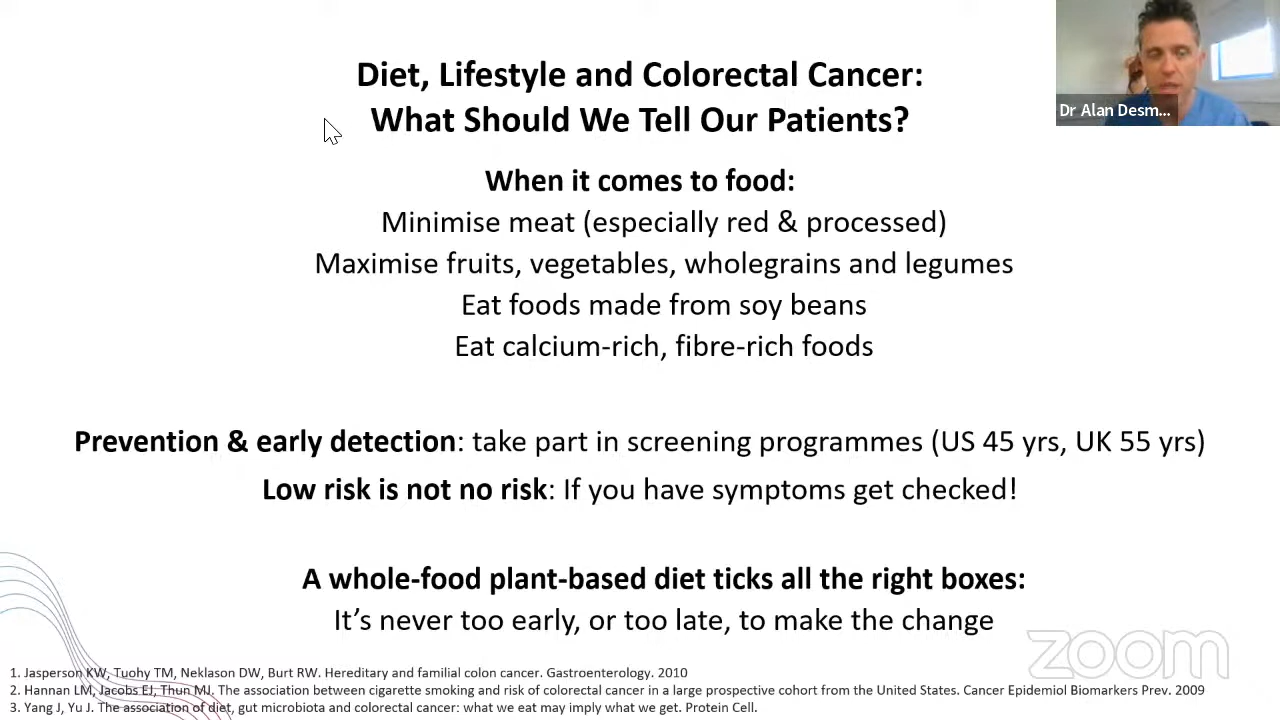 Diet, Lifestyle and Colorectal Cancer:
What Should We Tell Our Patients?
Dr Alan Desm...
When it comes to food:
Minimise meat (especially red & processed)
Maximise fruits, vegetables, wholegrains and legumes
Eat foods made from soy beans
Eat calcium-rich, fibre-rich foods
Prevention & early detection: take part in screening programmes (US 45 yrs, UK 55 yrs)
Low risk is not no risk: If you have symptoms get checked!
A whole-food plant-based diet ticks all the right boxes:
It's never too early, or too late, to make the change
zoom
1. Jasperson KW, Tuohy TM, Neklason DW, Burt RW. Hereditary and familial colon cancer. Gastroenterology. 2010
2. Hannan LM, Jacobs EJ, Thun MJ. The association between cigarette smoking and risk of colorectal cancer in a large prospective cohort from the United States. Cancer Epidemiol Biomarkers Prev. 2009
3. Yang J, Yu J. The association of diet, gut microbiota and colorectal cancer: what we eat may imply what we get. Protein Cell.